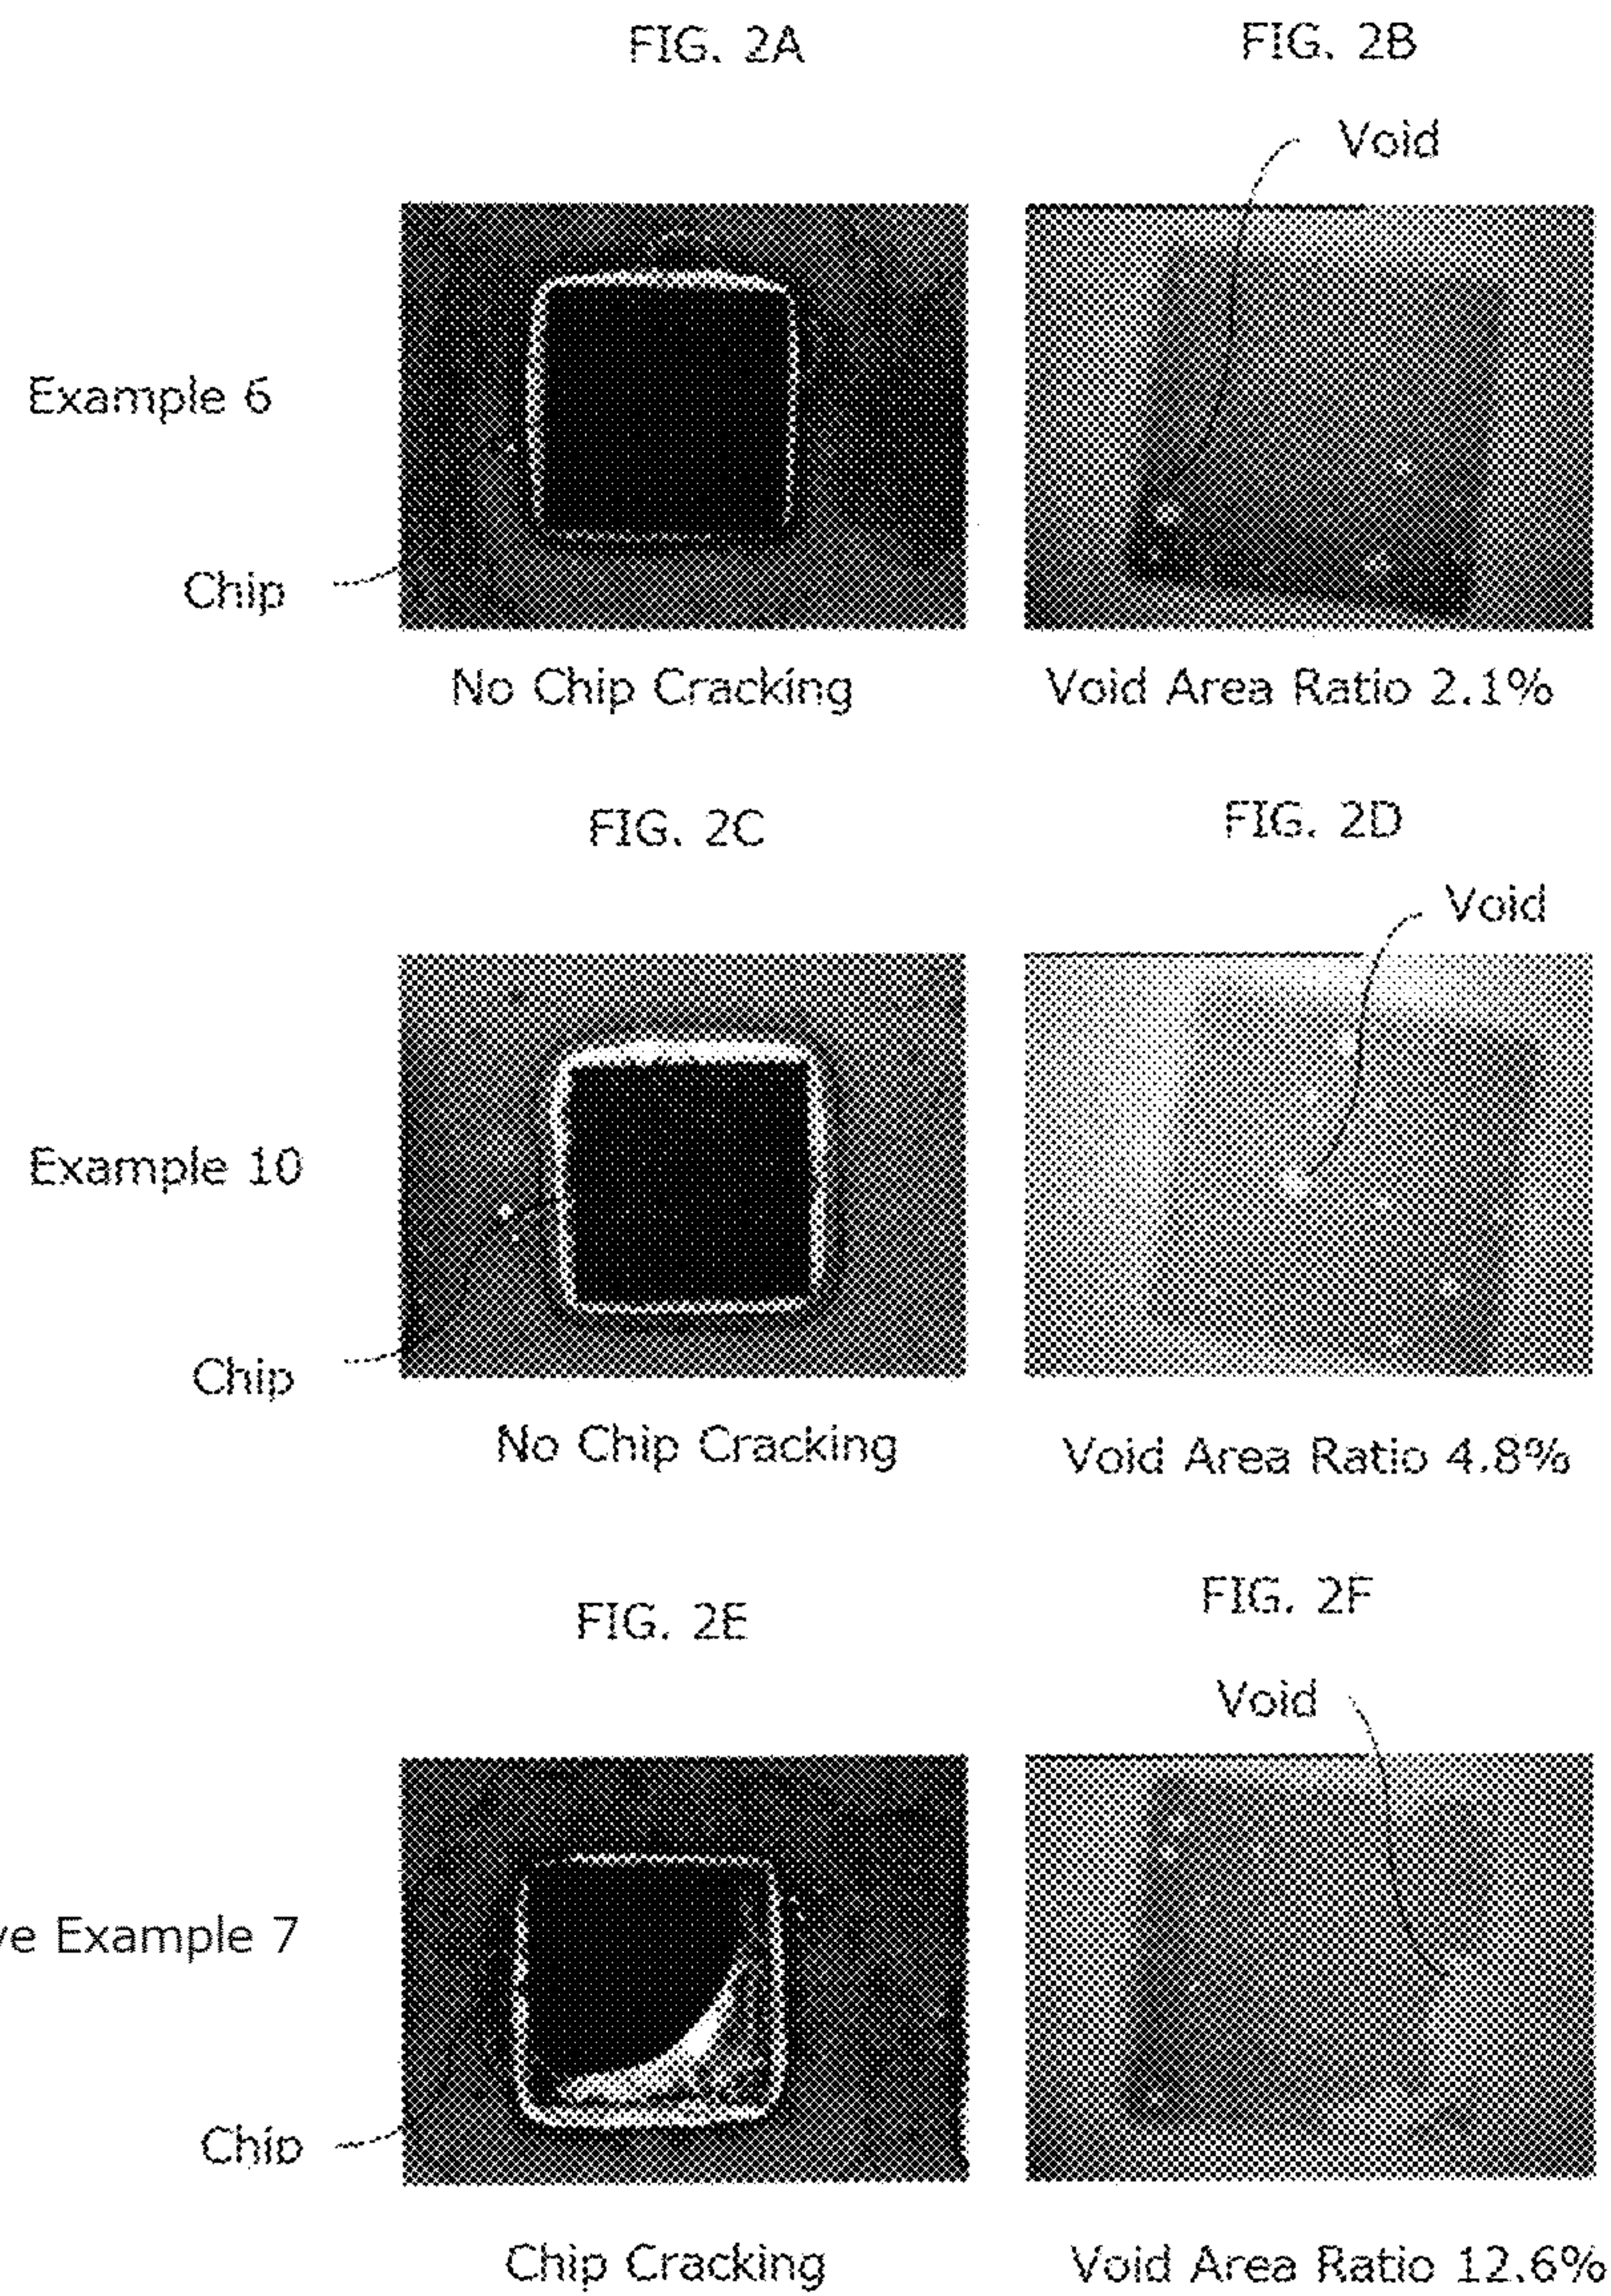 FIG. 2A
FIG. 2B
Void
Example 6
Chip
No Chip Cracking
Void Area Ratio 2.1%
FIG. 2C
FIG. 2D
Void
Example 10
Chip
No Chip Cracking
Void Area Ratio 4.8%
FIG. 2E
FIG. 2F
Void
ve Example 7
Chip
Chip Cracking
Void Area Ratio 12.6%